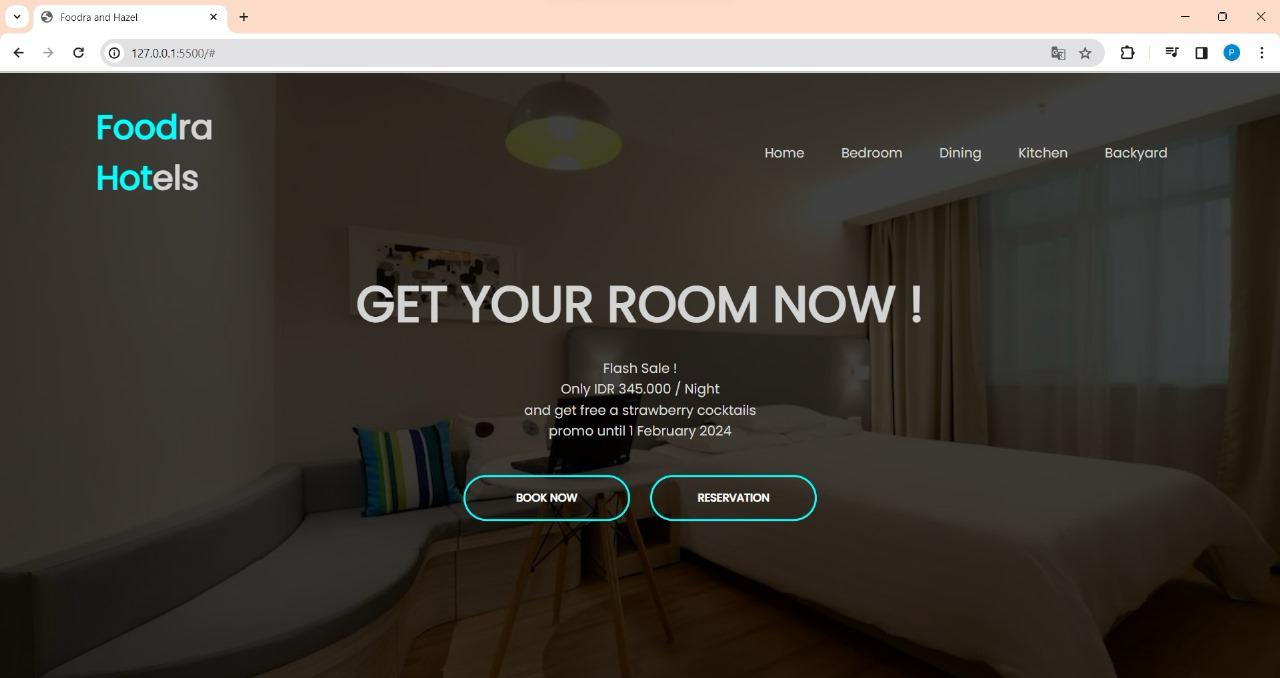 Foodra and Hazel
127.0.0.1:5500/#
P
Foodra
Hotels
Home Bedroom Dining Kitchen Backyard
GET YOUR ROOM NOW !
Flash Sale !
Only IDR 345.000 / Night
and get free a strawberry cocktails
promo until 1 February 2024
BOOK NOW RESERVATION